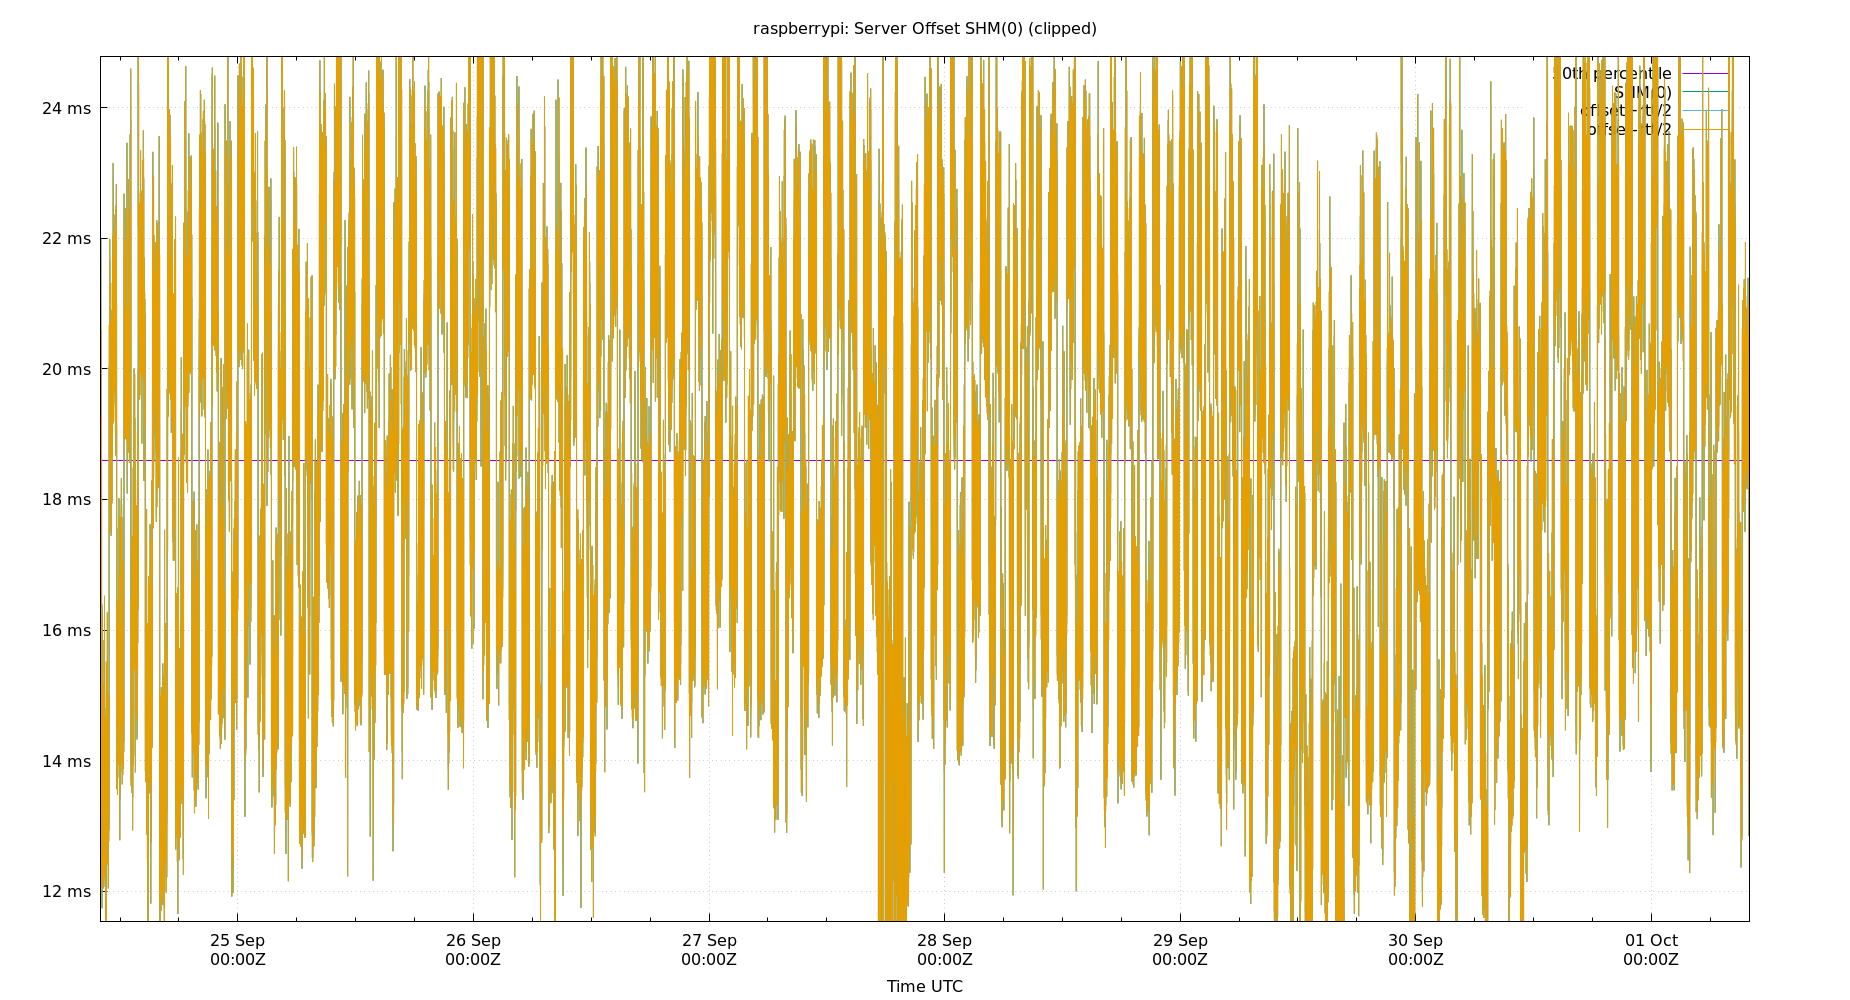 raspberrypi: Server Offset SHM(0) (clipped)
50th percentile
SHM(0)
24 ms
22 ms
20 ms
18 ms
16 ms
14 ms
12 ms
25 Sep 26 Sep 27 Sep 28 Sep 29 Sep 30 Sep 01 Oct
00:00Z 00:00Z 00:00Z 00:00Z 00:00Z 00:00Z 00:00Z
Time UTC